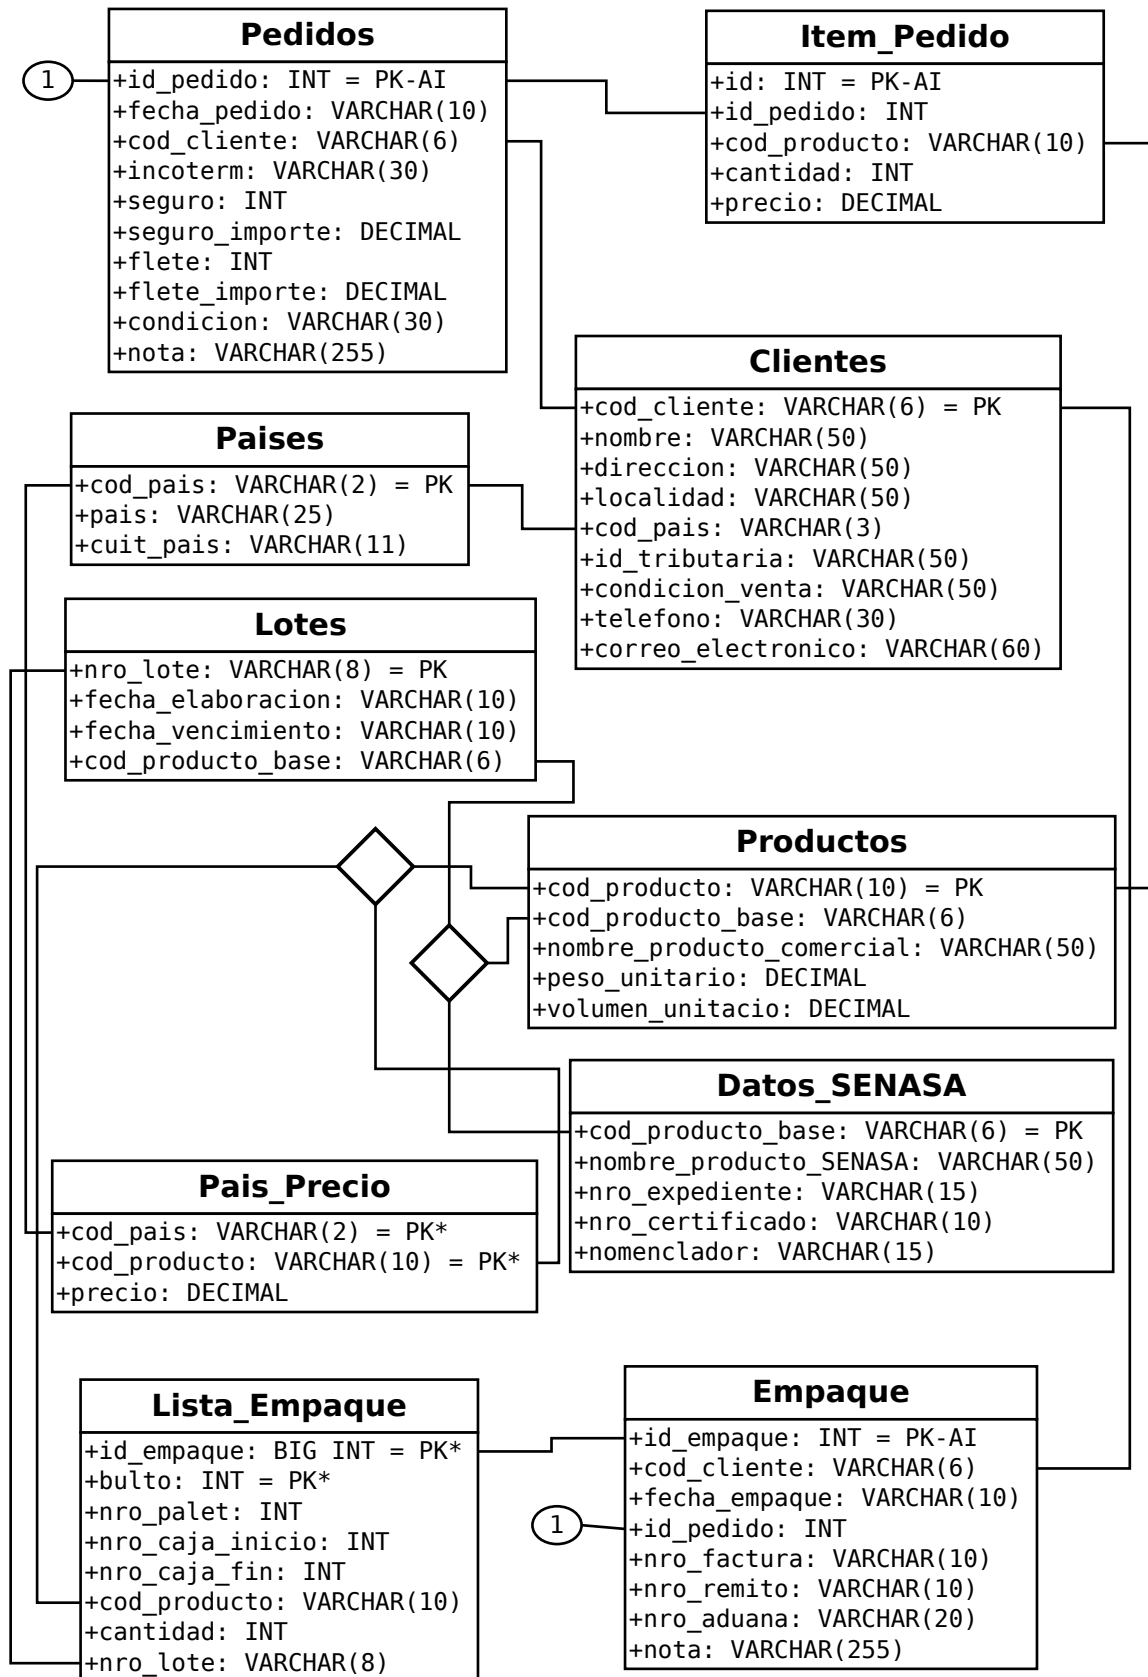 Pedidos
1
+id_pedido: INT = PK-AI
+fecha_pedido: VARCHAR(10)
+cod_cliente: VARCHAR(6)
+incoterm: VARCHAR(30)
+seguro: INT
+seguro_importe: DECIMAL
+flete: INT
+flete_importe: DECIMAL
+condicion: VARCHAR(30)
+nota: VARCHAR(255)
Item_Pedido
+id: INT = PK-AI
+id_pedido: INT
+cod_producto: VARCHAR(10)
+cantidad: INT
+precio: DECIMAL
Clientes
+cod_cliente: VARCHAR(6) = PK
+nombre: VARCHAR(50)
+direccion: VARCHAR(50)
+localidad: VARCHAR(50)
+cod_pais: VARCHAR(3)
+id_tributaria: VARCHAR(50)
+condicion_venta: VARCHAR(50)
+telefono: VARCHAR(30)
+correo_electronico: VARCHAR(60)
Paises
+cod_pais: VARCHAR(2) = PK
+pais: VARCHAR(25)
+cuit_pais: VARCHAR(11)
Lotes
+nro_lote: VARCHAR(8) = PK
+fecha_elaboracion: VARCHAR(10)
+fecha_vencimiento: VARCHAR(10)
+cod_producto_base: VARCHAR(6)
Productos
+cod_producto: VARCHAR(10) = PK
+cod_producto_base: VARCHAR(6)
+nombre_producto_comercial: VARCHAR(50)
+peso_unitario: DECIMAL
+volumen_unitacio: DECIMAL
Datos_SENASA
+cod_producto_base: VARCHAR(6) = PK
+nombre_producto_SENASA: VARCHAR(50)
+nro_expediente: VARCHAR(15)
+nro_certificado: VARCHAR(10)
+nomenclador: VARCHAR(15)
Pais_Precio
+cod_pais: VARCHAR(2) = PK*
+cod_producto: VARCHAR(10) = PK*
+precio: DECIMAL
Lista_Empaque
+id_empaque: BIG INT = PK*
+bulto: INT = PK*
+nro_palet: INT
+nro_caja_inicio: INT
+nro_caja_fin: INT
+cod_producto: VARCHAR(10)
+cantidad: INT
+nro_lote: VARCHAR(8)
Empaque
+id_empaque: INT = PK-AI
+cod_cliente: VARCHAR(6)
+fecha_empaque: VARCHAR(10)
1
+id_pedido: INT
+nro_factura: VARCHAR(10)
+nro_remito: VARCHAR(10)
+nro_aduana: VARCHAR(20)
+nota: VARCHAR(255)